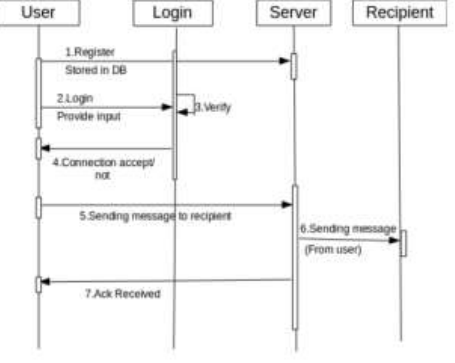 User
Login
Server
Recipient
1.Register
Stored in DB
2.Login
Provide input
3.Verify
4.Connection accept/
not
5.Sending message to recipient
6.Sending message
(From user)
7.Ack Received